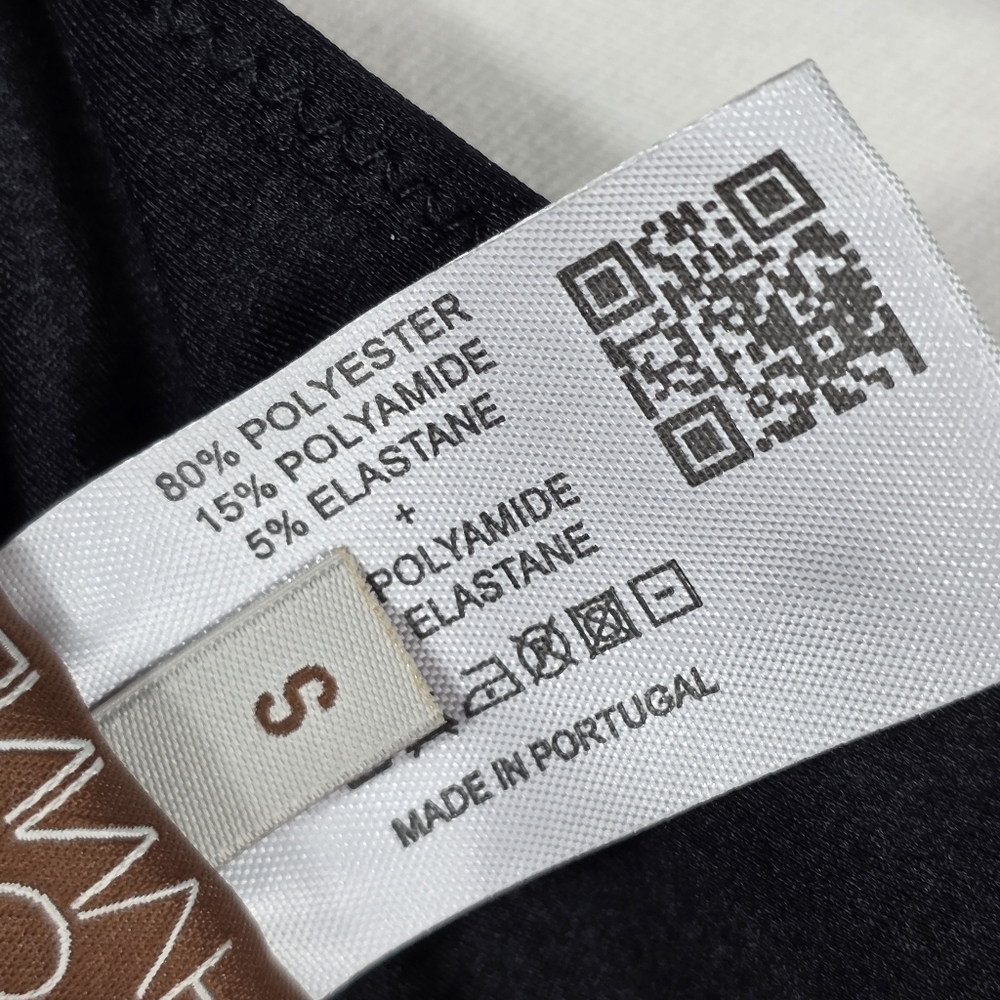 80% POLYESTER
15% POLYAMIDE
5% ELASTANE
+
POLYAMIDE
ELASTANE
S
MADE IN PORTUGAL